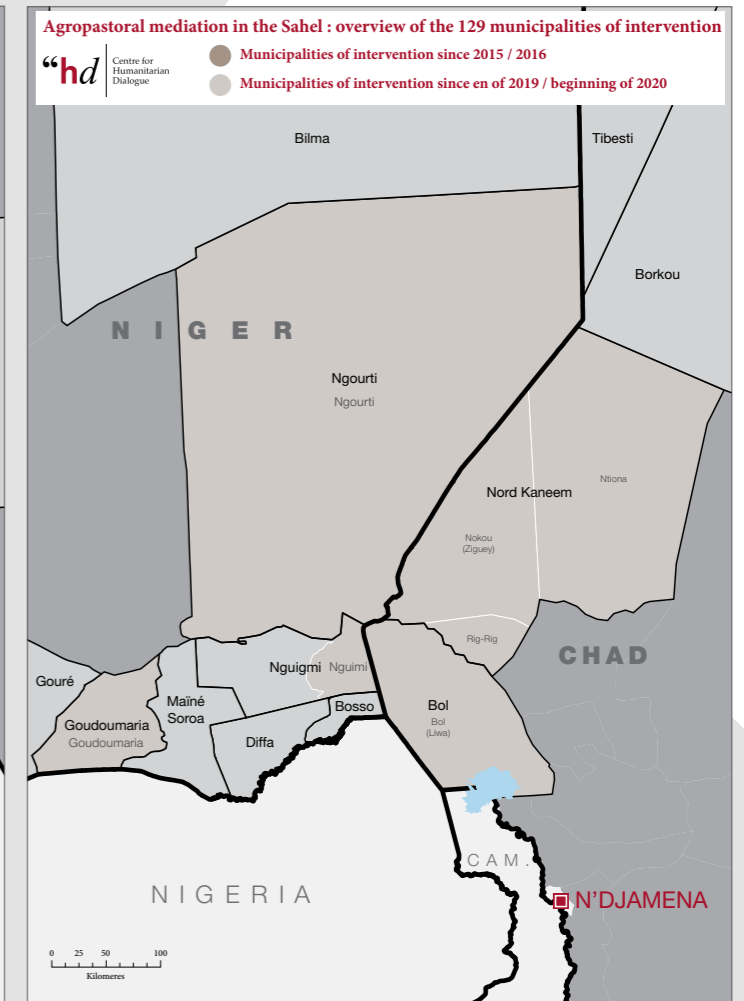 Agropastoral mediation in the Sahel : overview of the 129 municipalities of intervention
“hd
Centre for
Humanitarian
Dialogue
Municipalities of intervention since 2015 / 2016
Municipalities of intervention since en of 2019 / beginning of 2020
Bilma
Tibesti
Borkou
NIGER
Ngourti
Ngourti
Nord Kaneem
Ntiona
Nokou
(Ziguey)
Rig-Rig
CHAD
Nguigmi
Nguimi
Gouré
Maïné
Soroa
Bosso
Bol
Bol
(Liwa)
Goudoumaria
Goudoumaria
Diffa
CAM.
NIGERIA
N'DJAMENA
0 25 50 100
Kilomeres